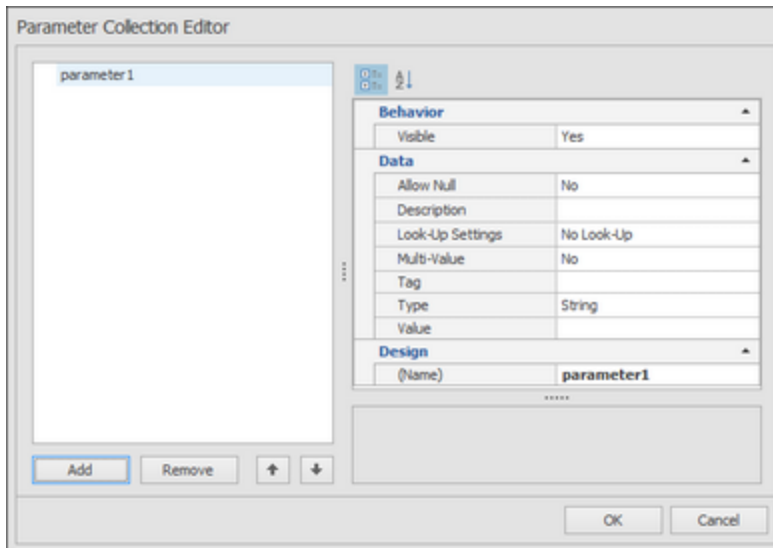 Parameter Collection Editor
parameter1
Behavior
Visible Yes
Data
Allow Null No
Description
Look-Up Settings No Look-Up
Multi-Value No
Tag
Type String
Value
Design
(Name) parameter1
Add Remove
OK Cancel